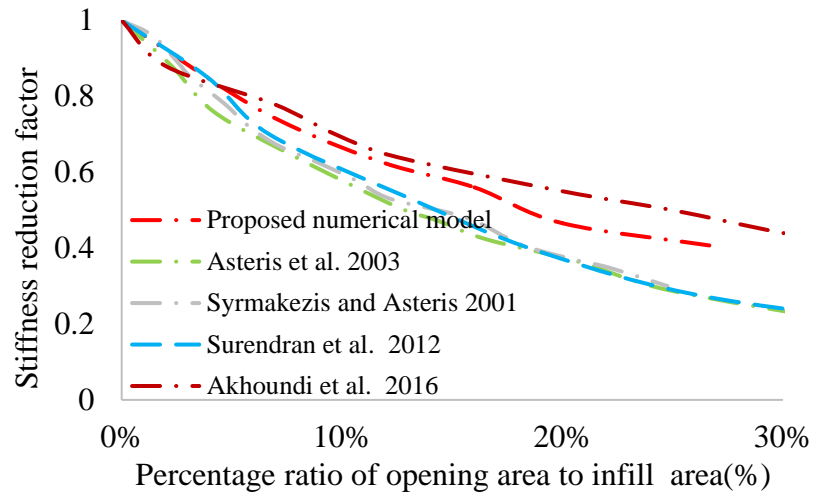 1
0.8
0.6
0.4
0.2
0
Stiffness reduction factor
Proposed numerical model
Asteris et al. 2003
Syrmakezis and Asteris 2001
Surendran et al.  2012
Akhoundi et al.  2016
0% 10% 20% 30%
Percentage ratio of opening area to infill  area(%)